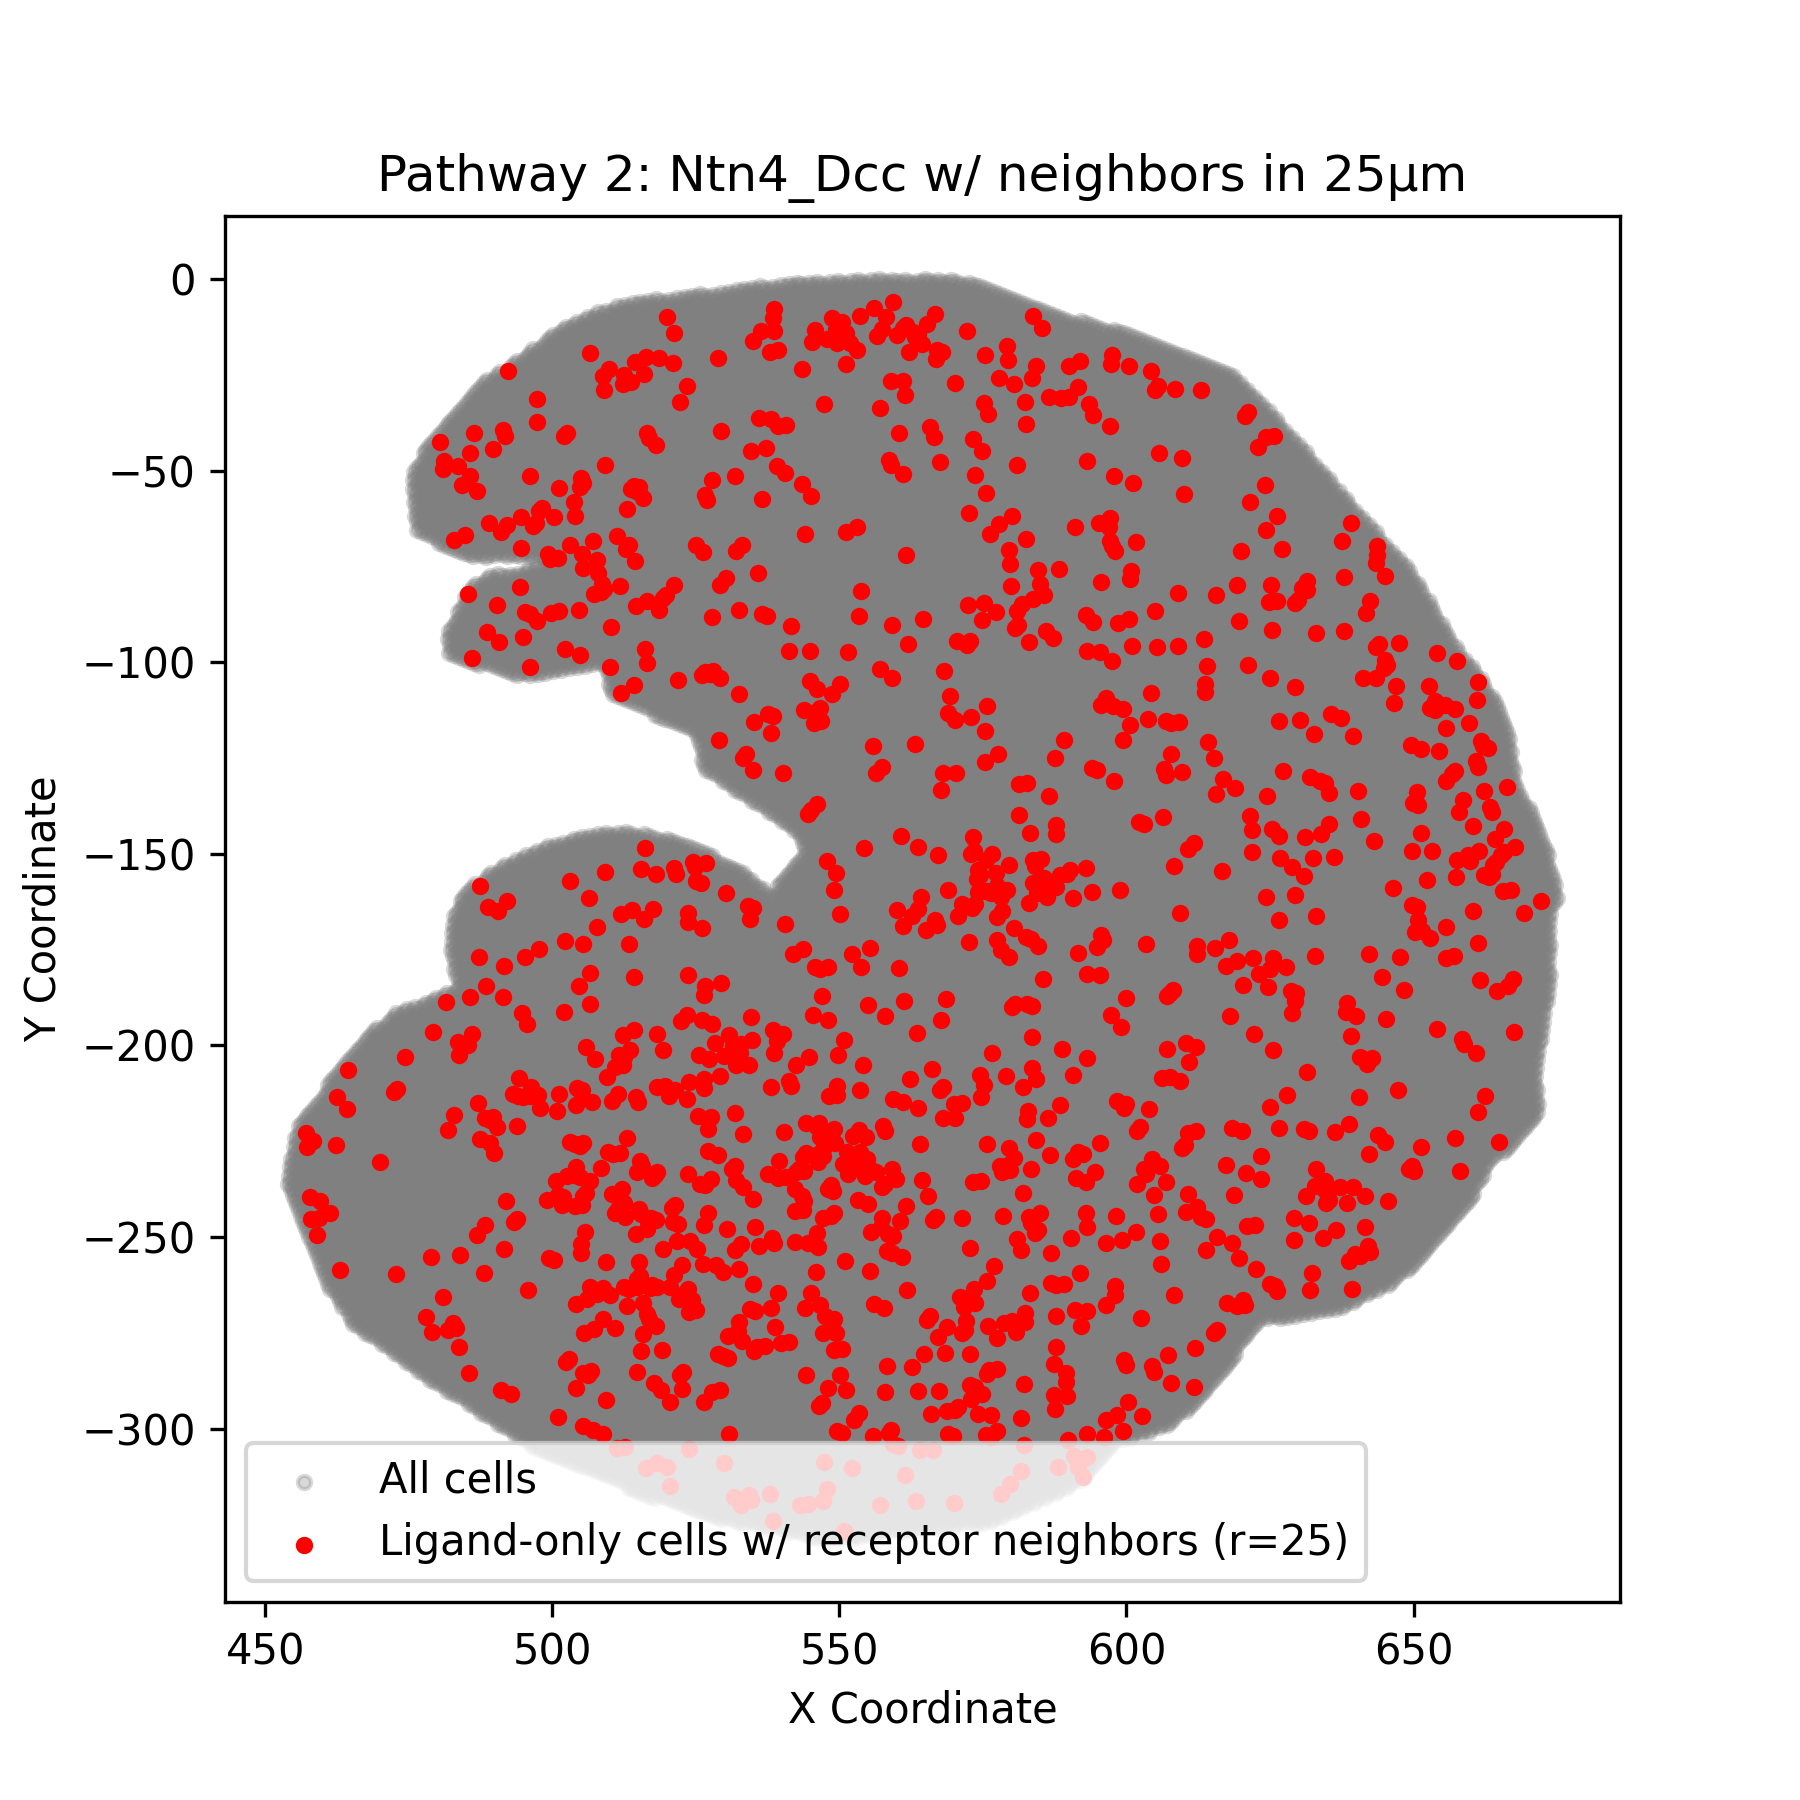 Pathway 2: Ntn4_Dcc w/ neighbors in 25μm
0
−50
−100
−150
−200
−250
−300
Y Coordinate
All cells
Ligand-only cells w/ receptor neighbors (r=25)
450 500 550 600 650
X Coordinate